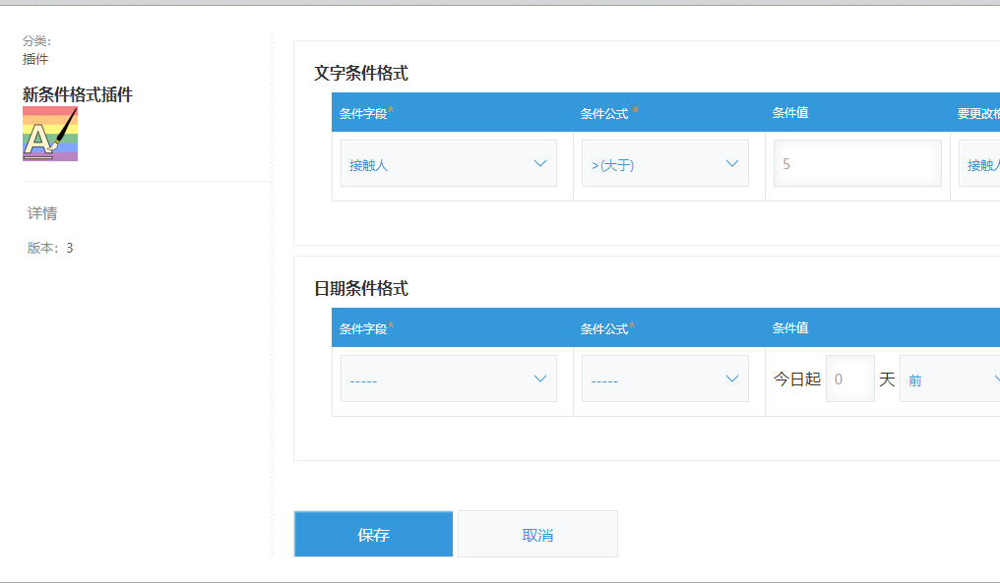 分类：
插件
新条件格式插件
A
详情
版本：3
文字条件格式
条件字段* 条件公式 * 条件值 要更改格
接触人 >(大于) 5 接触人
日期条件格式
条件字段* 条件公式* 条件值
----- ----- 今日起 0 天 前
保存 取消